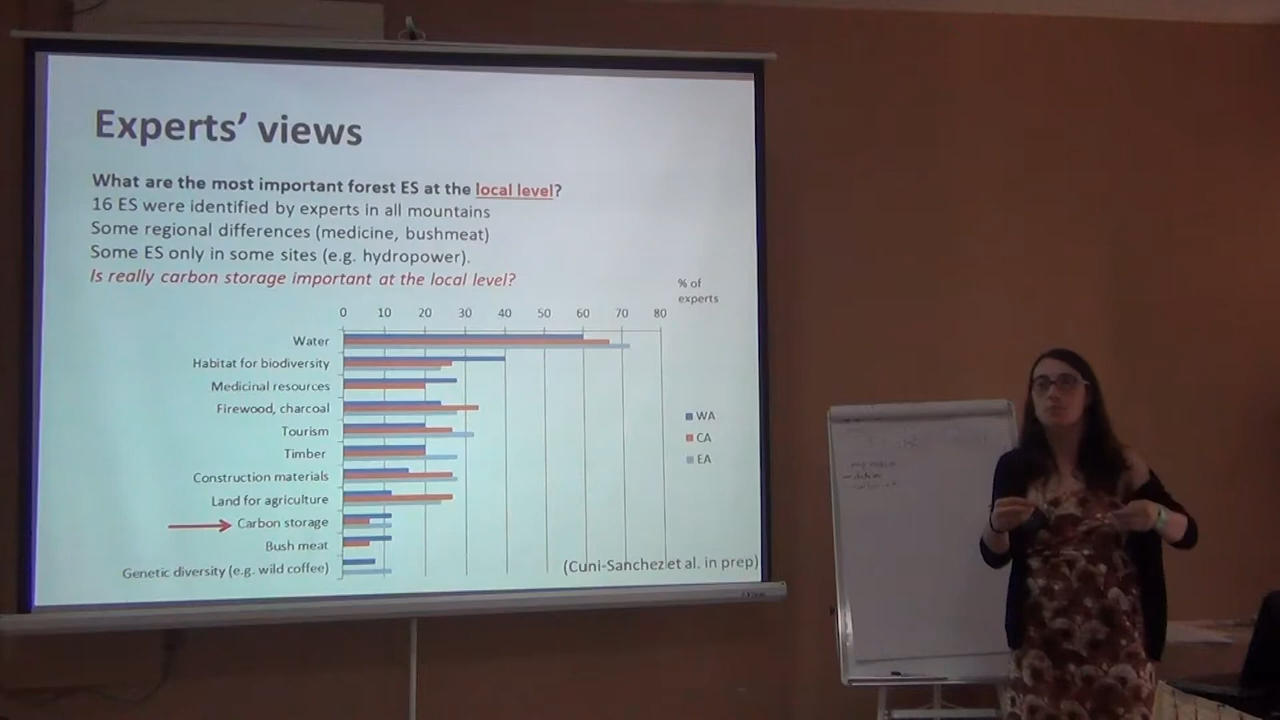 Experts' views
What are the most important forest ES at the local level?
16 ES were identified by experts in all mountains
Some regional differences (medicine, bushmeat)
Some ES only in some sites (e.g. hydropower).
Is really carbon storage important at the local level?
% of
experts
0 10 20 30 40 50 60 70 80
Water
Habitat for biodiversity
Medicinal resources
Firewood, charcoal
Tourism
Timber
Construction materials
Land for agriculture
Carbon storage
Bush meat
Genetic diversity (e.g. wild coffee)
WA
CA
EA
(Cuni-Sanchez et al. in prep)